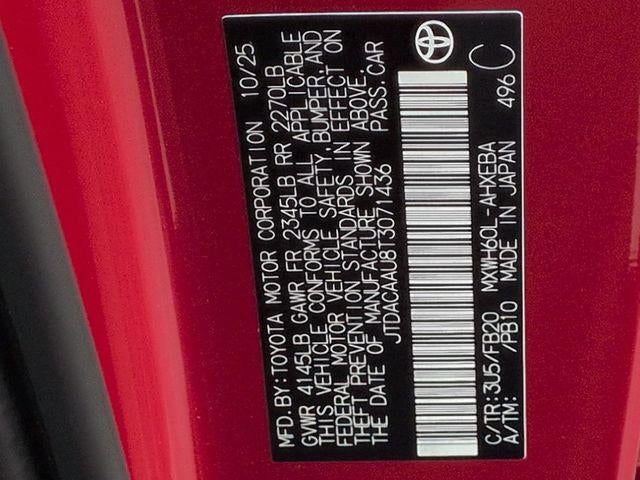 MFD. BY: TOYOTA MOTOR CORPORATION 10/25
GVWR 4145LB GAWR FR 2345LB RR 2270LB
THIS VEHICLE CONFORMS TO ALL APPLICABLE
FEDERAL MOTOR VEHICLE SAFETY, BUMPER, AND
THEFT PREVENTION STANDARDS IN EFFECT ON
THE DATE OF MANUFACTURE SHOWN ABOVE.
JTDACAAU8T3071436 PASS. CAR
C/TR: 3U5/FB20 MXWH60L-AHXEBA 496 C
A/TM: /PB10 MADE IN JAPAN